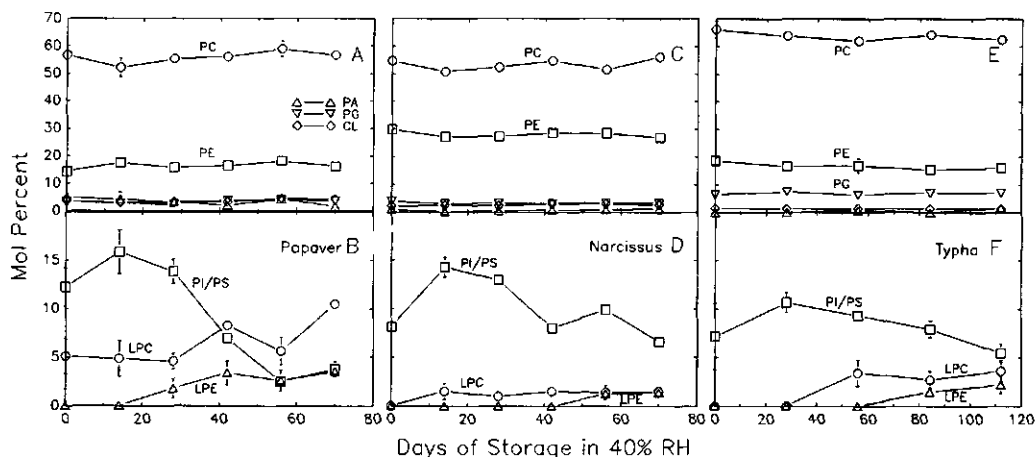 Mol Percent
70
60
50
40
30
20
10
0
15
10
5
0
A
PC
PA
PG
CL
PE
Papaver B
PI/PS
LPC
LPE
0 20 40 60 80
C
PC
PE
Narcissus D
PI/PS
LPC
LPE
0 20 40 60 80
E
PC
PE
PG
Typha F
PI/PS
LPC
LPE
0 20 40 60 80 100 120
Days of Storage in 40% RH